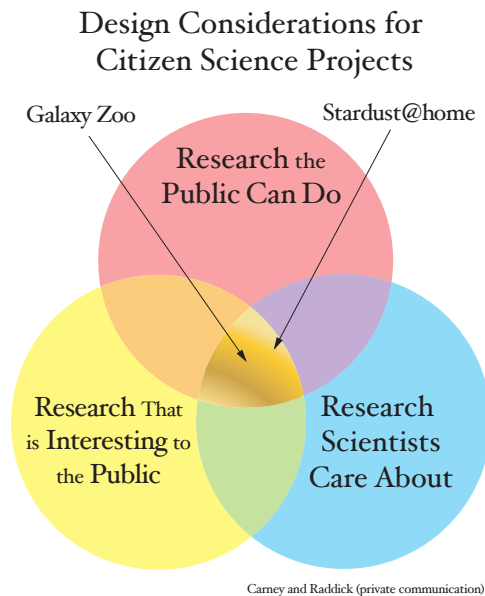 Design Considerations for
Citizen Science Projects
Galaxy Zoo
Stardust@home
Research the
Public Can Do
Research That
is Interesting to
the Public
Research
Scientists
Care About
Carney and Raddick (private communication)